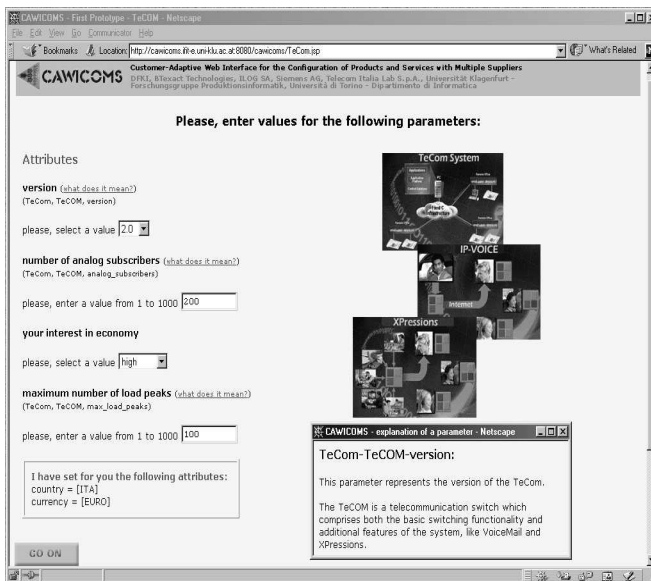 CAWICOMS - First Prototype - TeCOM - Netscape
File Edit View Go Communicator Help
Bookmarks Location: http://cawicoms.ifit-e.uni-klu.ac.at:8080/cawicoms/TeCom.jsp What's Related
CAWICOMS
Customer-Adaptive Web Interface for the Configuration of Products and Services with Multiple Suppliers
DFKI, BTexact Technologies, ILOG SA, Siemens AG, Telecom Italia Lab S.p.A., Universität Klagenfurt -
Forschungsgruppe Produktionsinformatik, Università di Torino - Dipartimento di Informatica
Please, enter values for the following parameters:
Attributes
version (what does it mean?)
(TeCom, TeCOM, version)
please, select a value 2.0
number of analog subscribers (what does it mean?)
(TeCom, TeCOM, analog_subscribers)
please, enter a value from 1 to 1000 200
your interest in economy
please, select a value high
maximum number of load peaks (what does it mean?)
(TeCom, TeCOM, max_load_peaks)
please, enter a value from 1 to 1000 100
I have set for you the following attributes:
country = [ITA]
currency = [EURO]
GO ON
TeCom System
IP-VOICE
Internet
XPressions
CAWICOMS - explanation of a parameter - Netscape
TeCom-TeCOM-version:
This parameter represents the version of the TeCom.
The TeCOM is a telecommunication switch which
comprises both the basic switching functionality and
additional features of the system, like VoiceMail and
XPressions.